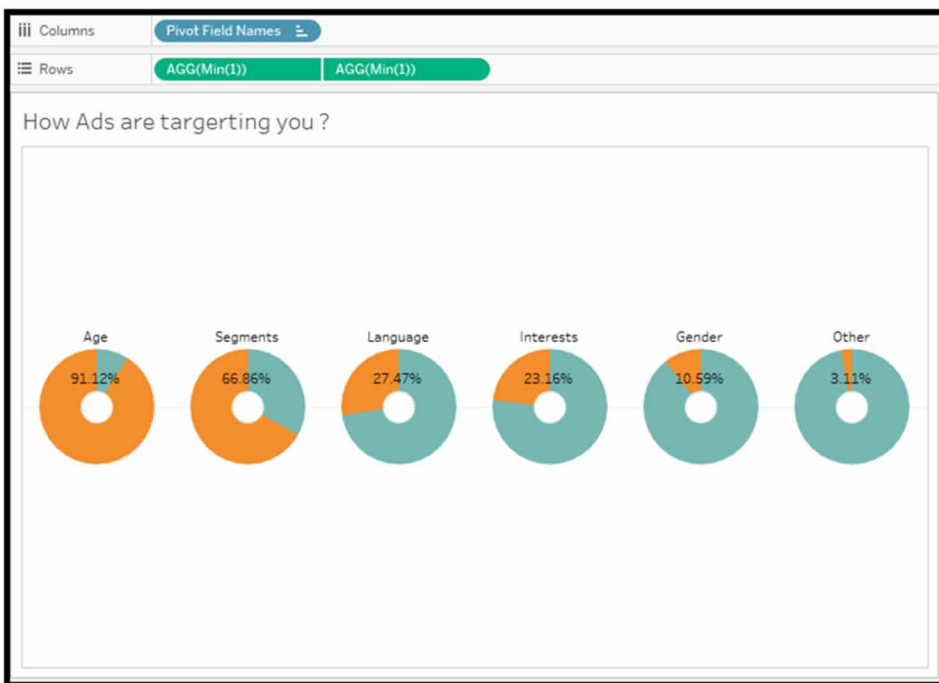 Columns Pivot Field Names
Rows AGG(Min(1)) AGG(Min(1))
How Ads are targerting you ?
Age Segments Language Interests Gender Other
91.12% 66.86% 27.47% 23.16% 10.59% 3.11%